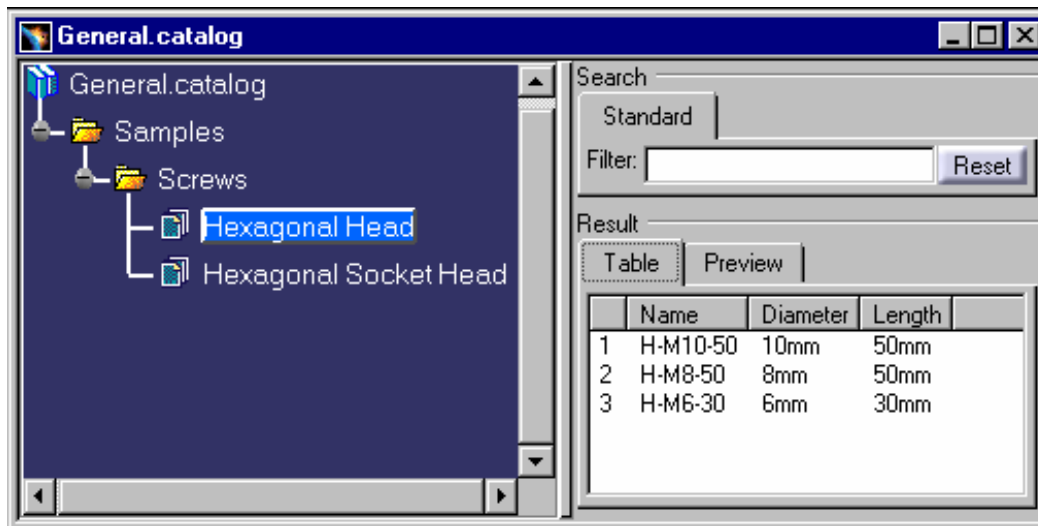 General.catalog
General.catalog
Samples
Screws
Hexagonal Head
Hexagonal Socket Head
Search
Standard
Filter: Reset
Result
Table Preview
Name Diameter Length
1 H-M10-50 10mm 50mm
2 H-M8-50 8mm 50mm
3 H-M6-30 6mm 30mm